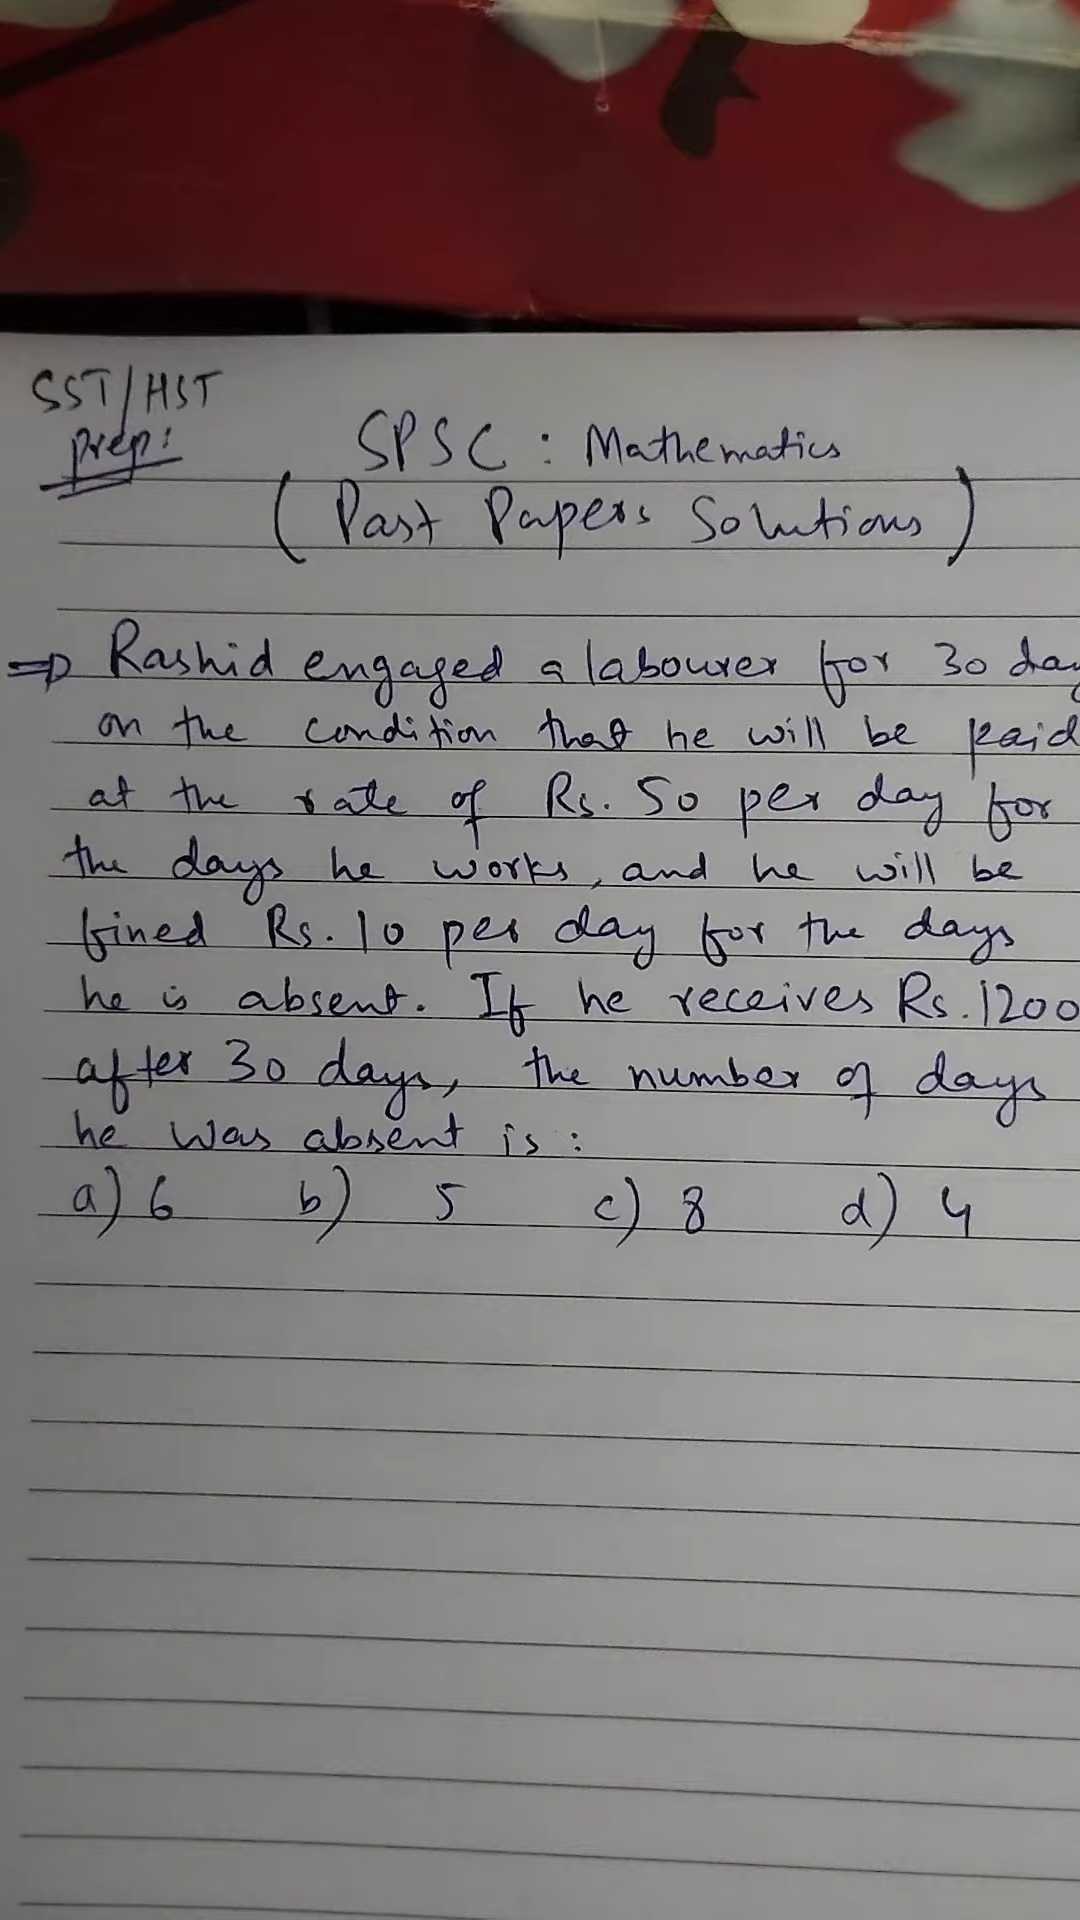 SST/HST
prep:
SPSC : Mathematics
(Past Papers Solutions)
⇒ Rashid engaged a labourer for 30 day
on the condition that he will be paid
at the rate of Rs. 50 per day for
the days he works, and he will be
fined Rs. 10 per day for the days
he is absent. If he receives Rs. 1200
after 30 days, the number of days
he was absent is :
a) 6 b) 5 c) 8 d) 4